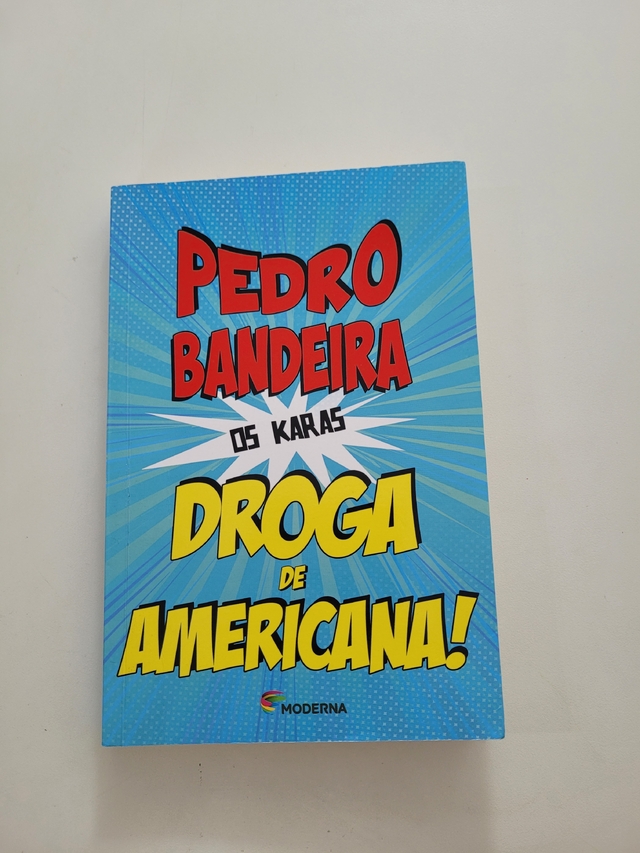 PEDRO
BANDEIRA
OS KARAS
DROGA
DE
AMERICANA!
MODERNA